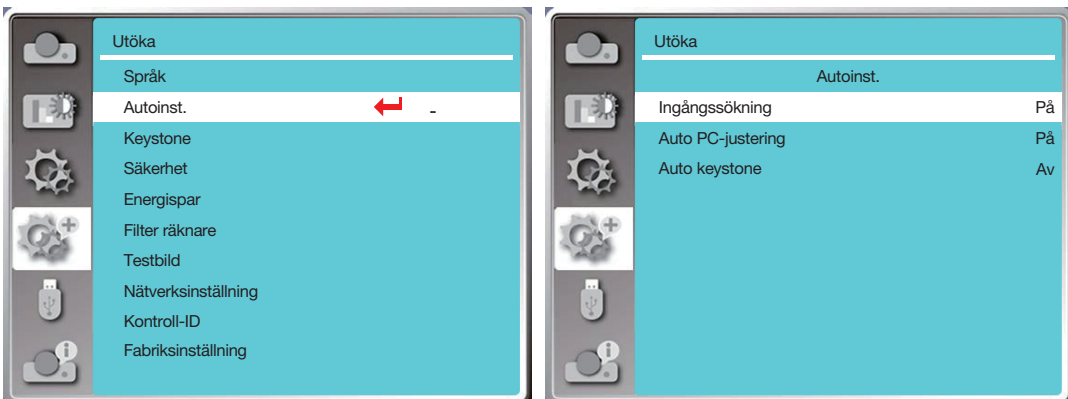 Utöka
Språk
Autoinst. -
Keystone
Säkerhet
Energispar
Filter räknare
Testbild
Nätverksinställning
Kontroll-ID
Fabriksinställning
Utöka
Autoinst.
Ingångssökning På
Auto PC-justering På
Auto keystone Av